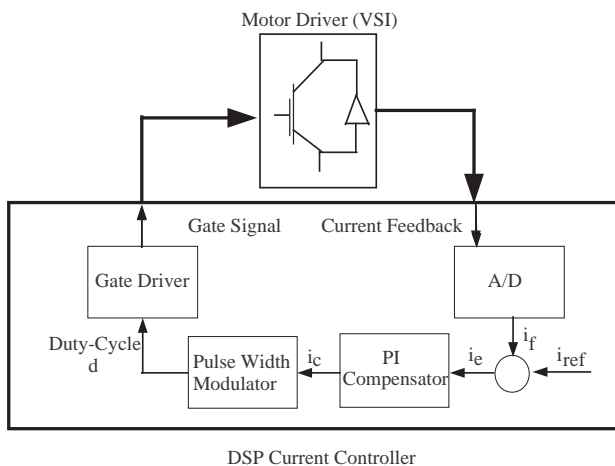 Motor Driver (VSI)
Gate Signal
Current Feedback
Gate Driver
A/D
Duty-Cycle
d
Pulse Width
Modulator
i_c
PI
Compensator
i_e
i_f
i_ref
DSP Current Controller